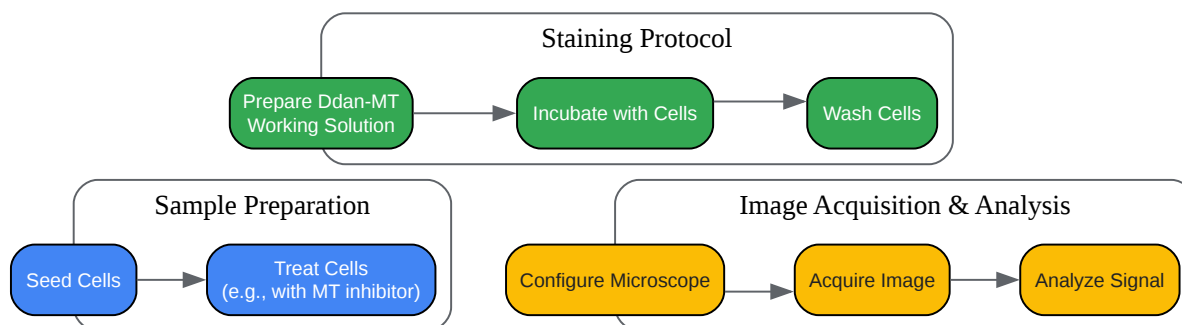 Staining Protocol
Prepare Ddan-MT
Working Solution
Incubate with Cells
Wash Cells
Sample Preparation
Seed Cells
Treat Cells
(e.g., with MT inhibitor)
Image Acquisition & Analysis
Configure Microscope
Acquire Image
Analyze Signal